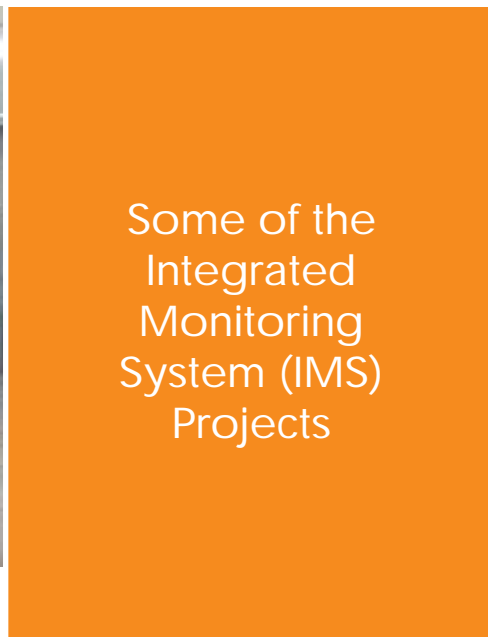 Some of the
Integrated
Monitoring
System (IMS)
Projects